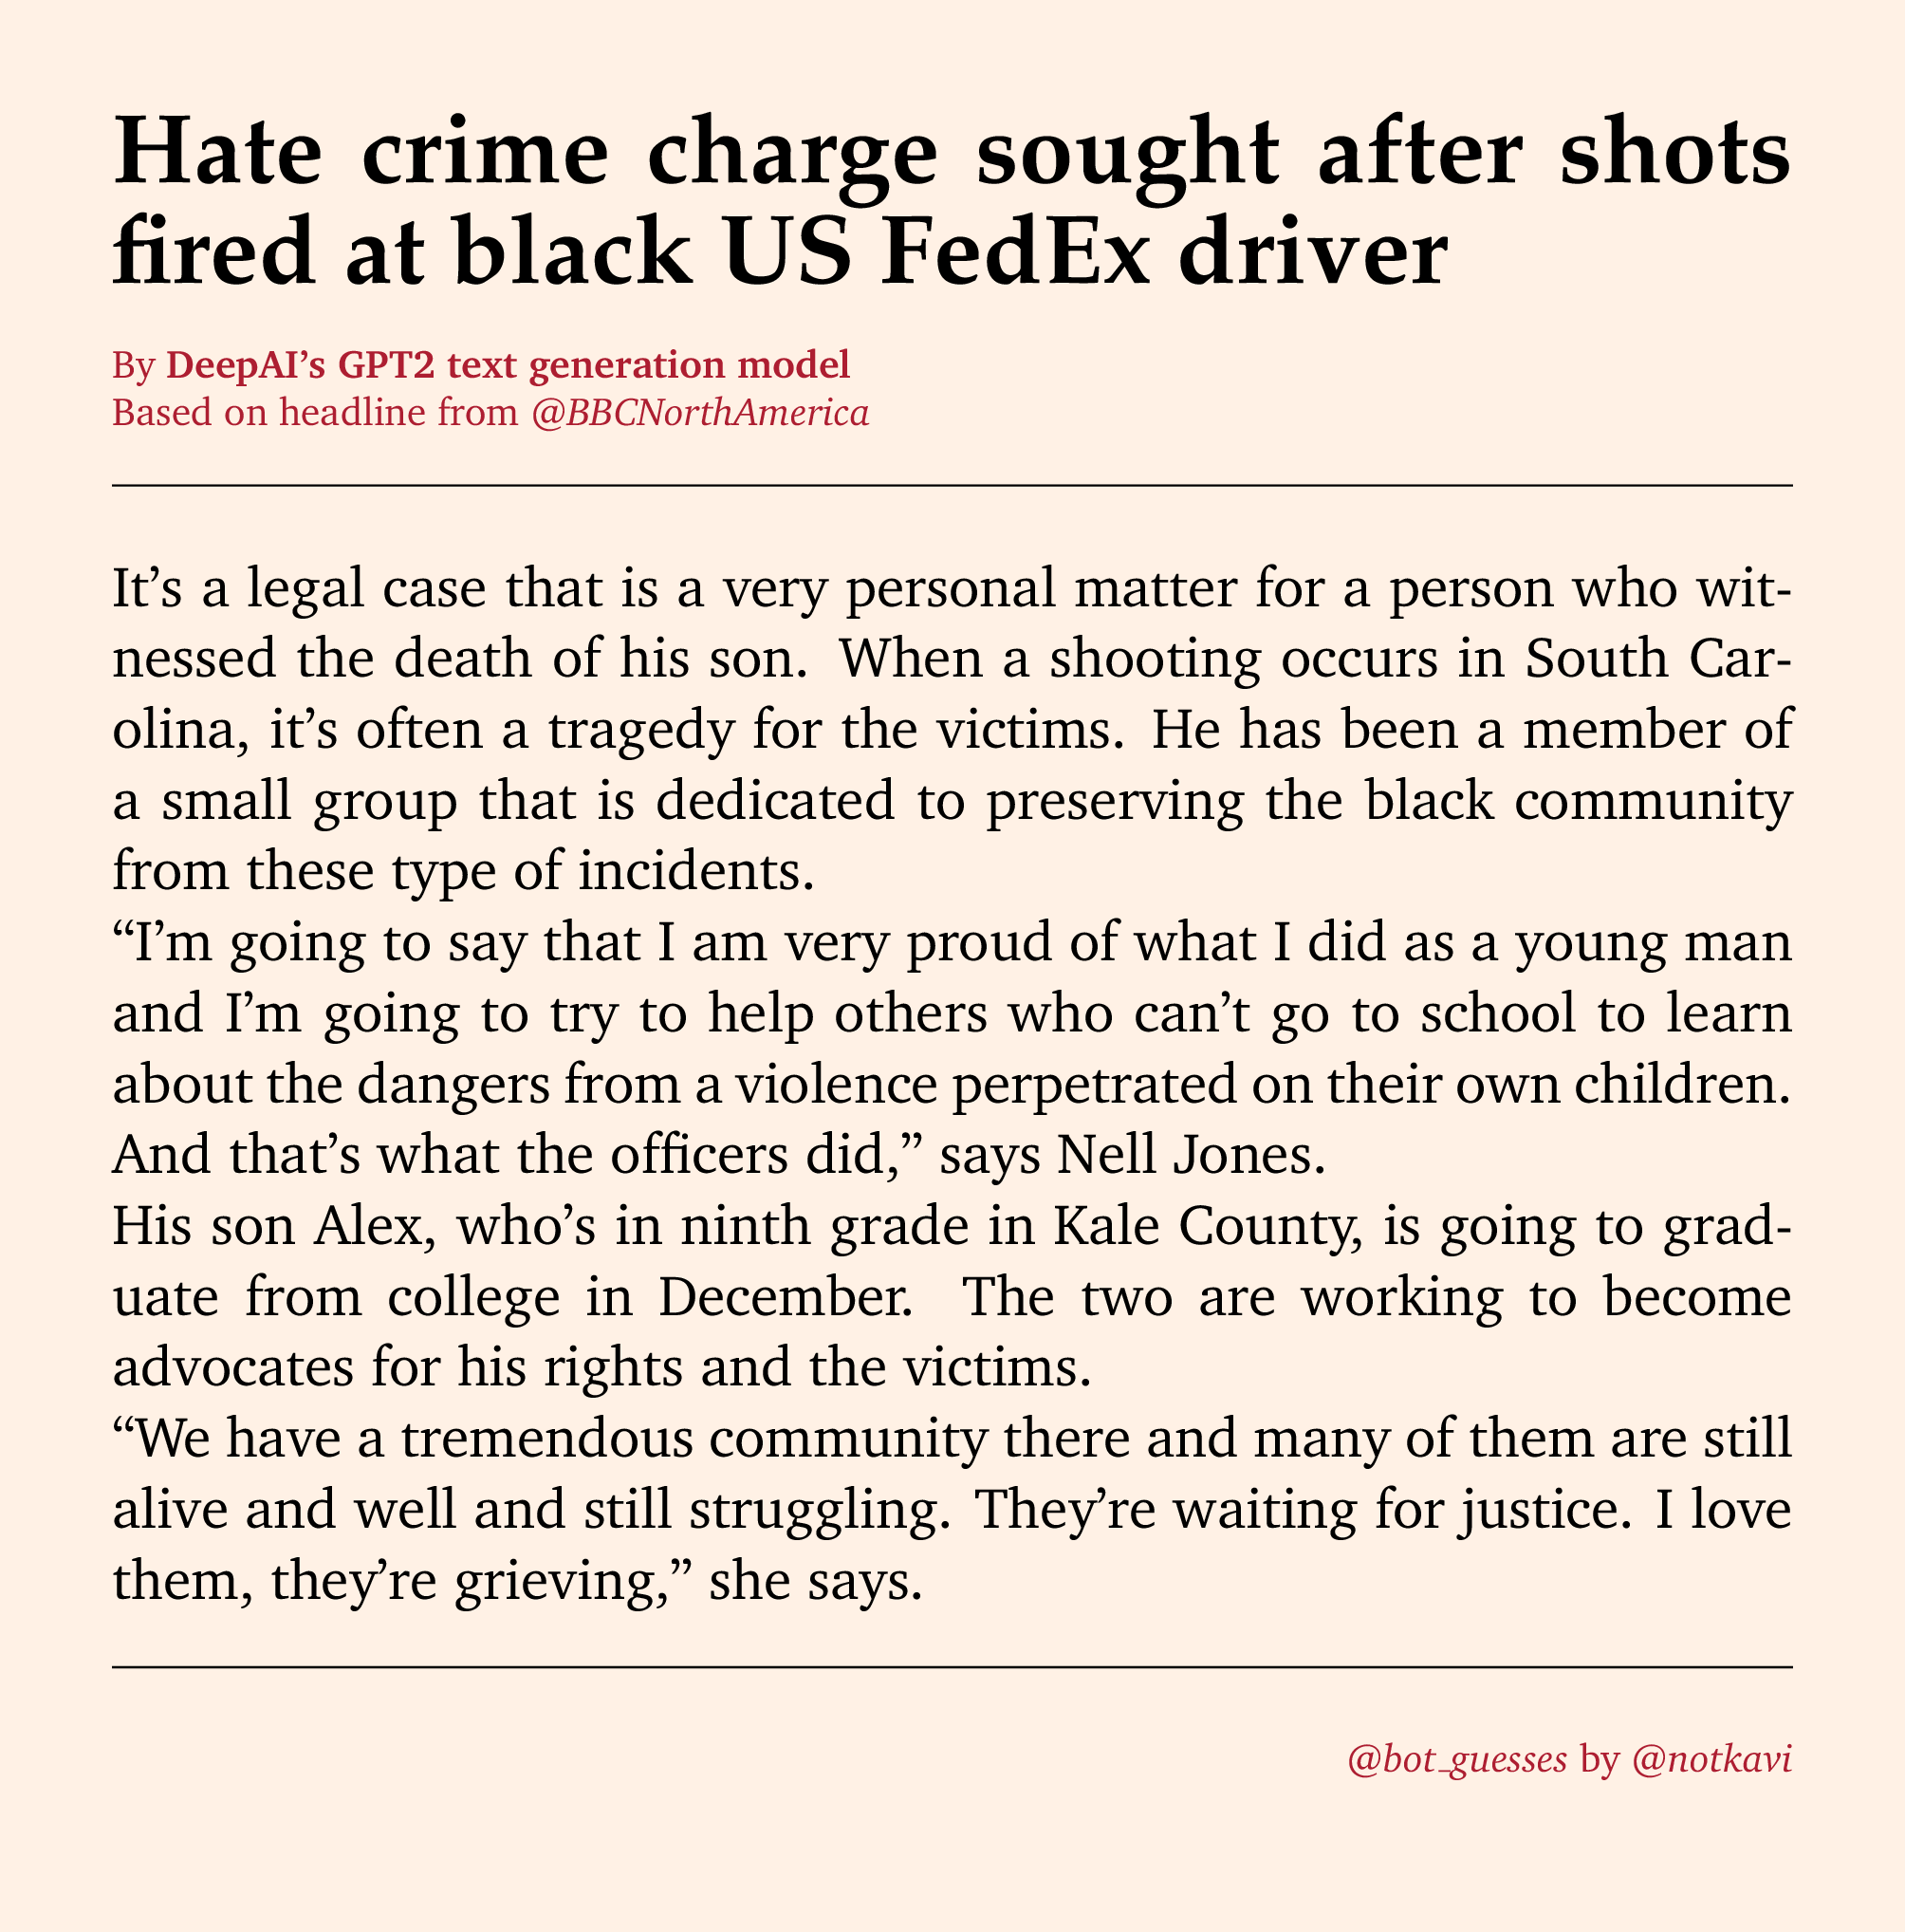 Hate crime charge sought after shots
fired at black US FedEx driver
By DeepAI’s GPT2 text generation model
Based on headline from @BBCNorthAmerica
It’s a legal case that is a very personal matter for a person who wit-
nessed the death of his son. When a shooting occurs in South Car-
olina, it’s often a tragedy for the victims. He has been a member of
a small group that is dedicated to preserving the black community
from these type of incidents.
“I’m going to say that I am very proud of what I did as a young man
and I’m going to try to help others who can’t go to school to learn
about the dangers from a violence perpetrated on their own children.
And that’s what the officers did,” says Nell Jones.
His son Alex, who’s in ninth grade in Kale County, is going to grad-
uate from college in December. The two are working to become
advocates for his rights and the victims.
“We have a tremendous community there and many of them are still
alive and well and still struggling. They’re waiting for justice. I love
them, they’re grieving,” she says.
@bot_guesses by @notkavi